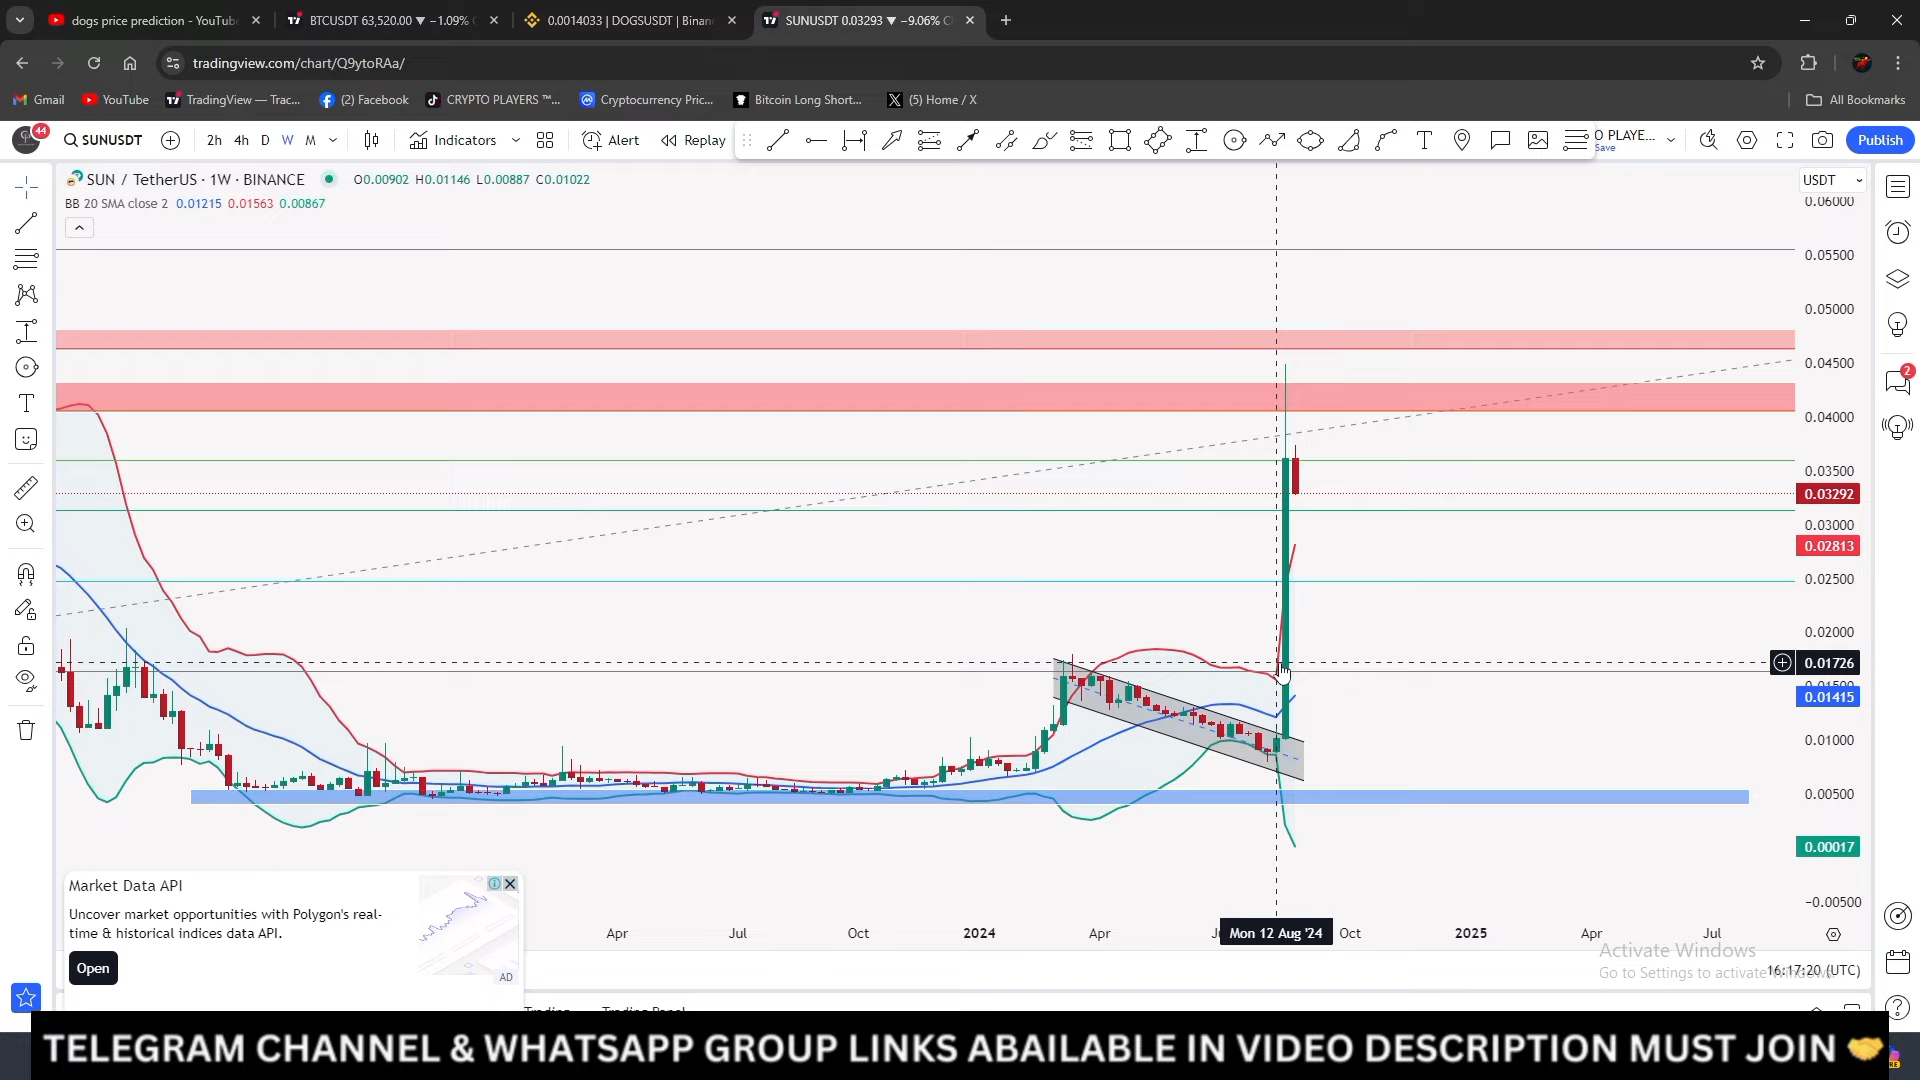 dogs price prediction - YouTube
BTCUSDT 63,520.00 ▼ −1.09%
0.0014033 | DOGSUSDT | Binan
SUNUSDT 0.03293 ▼ −9.06%
tradingview.com/chart/Q9ytoRAa/
Gmail
YouTube
TradingView — Trac...
(2) Facebook
CRYPTO PLAYERS ™...
Cryptocurrency Pric...
Bitcoin Long Short...
(5) Home / X
All Bookmarks
44
SUNUSDT
2h 4h D W M
Indicators
Alert
Replay
O PLAYE...
Save
Publish
SUN / TetherUS · 1W · BINANCE
O0.00902 H0.01146 L0.00887 C0.01022
BB 20 SMA close 2 0.01215 0.01563 0.00867
USDT
0.06000
0.05500
0.05000
0.04500
0.04000
0.03500
0.03292
0.03000
0.02813
0.02500
0.02000
0.01726
0.01415
0.01000
0.00500
0.00017
−0.00500
2
Market Data API
Uncover market opportunities with Polygon's real-
time & historical indices data API.
Open
AD
Apr
Jul
Oct
2024
Apr
Mon 12 Aug '24
Oct
2025
Apr
Jul
Activate Windows
Go to Settings to activate
16:17:20 (UTC)
Trading Panel
TELEGRAM CHANNEL & WHATSAPP GROUP LINKS ABAILABLE IN VIDEO DESCRIPTION MUST JOIN 🤝